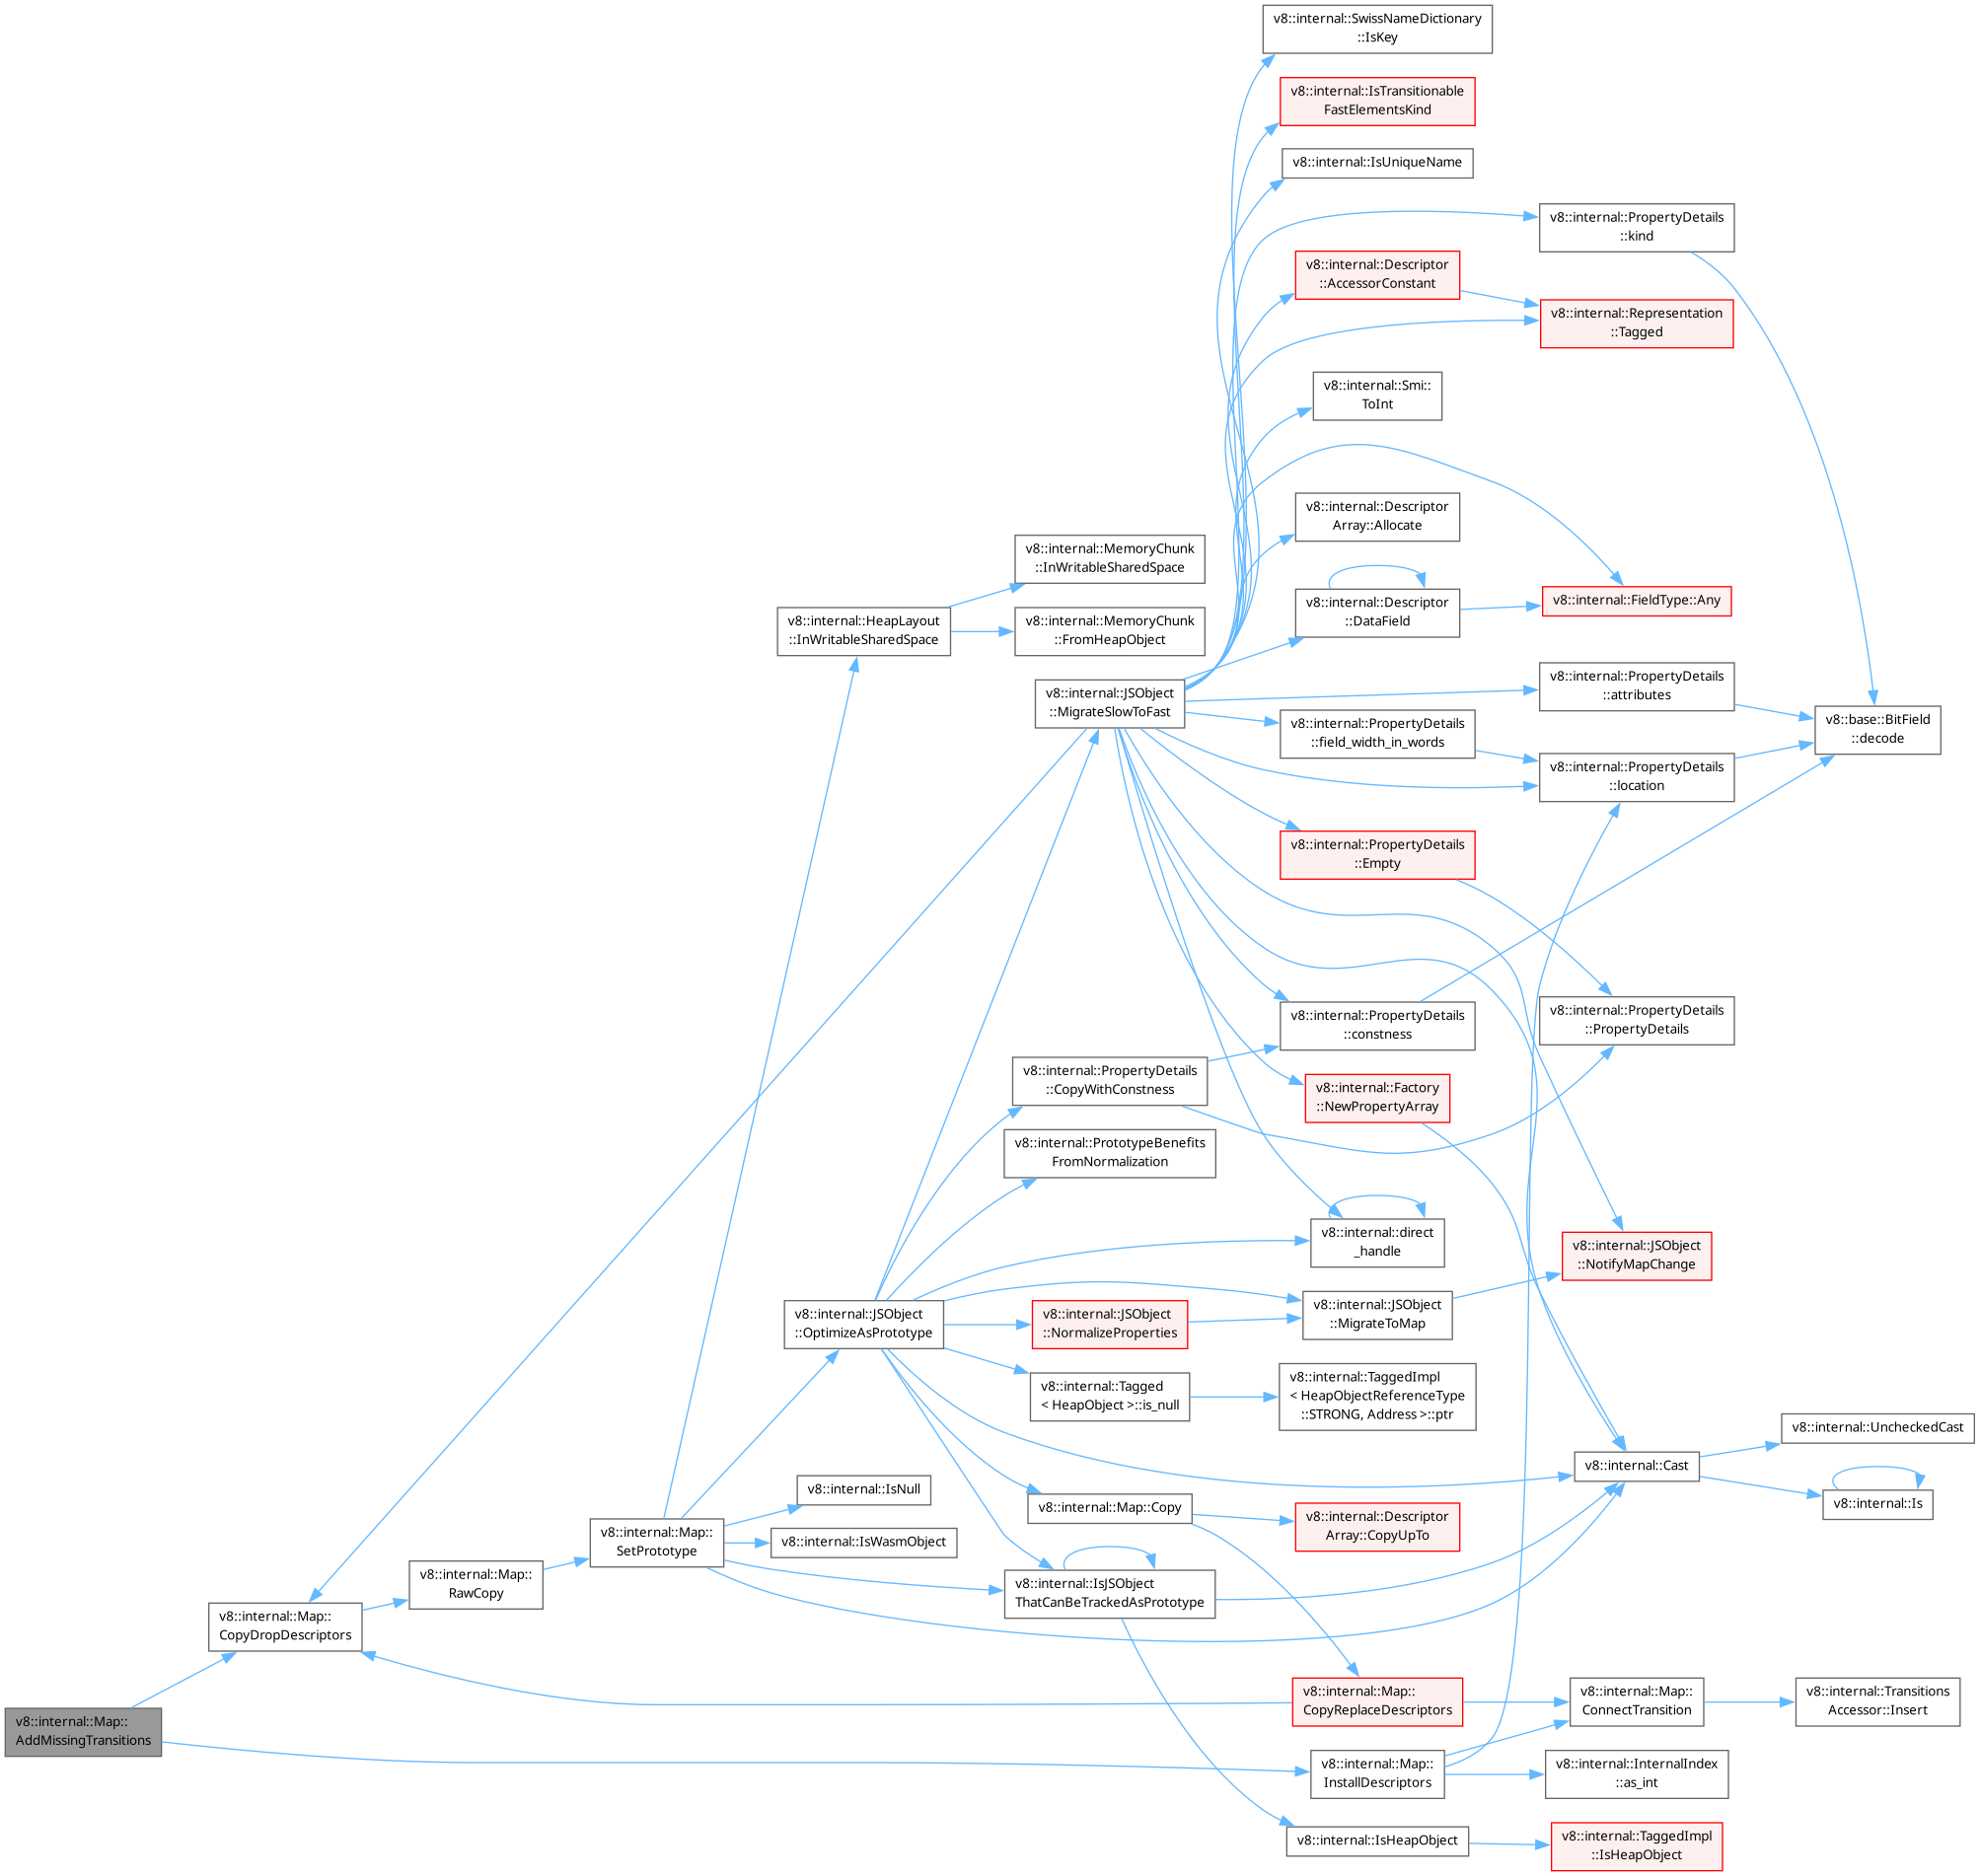 v8::internal::SwissNameDictionary
::IsKey
v8::internal::IsTransitionable
FastElementsKind
v8::internal::IsUniqueName
v8::internal::PropertyDetails
::kind
v8::internal::Descriptor
::AccessorConstant
v8::internal::Representation
::Tagged
v8::internal::Smi::
ToInt
v8::internal::Descriptor
Array::Allocate
v8::internal::MemoryChunk
::InWritableSharedSpace
v8::internal::Descriptor
::DataField
v8::internal::FieldType::Any
v8::internal::HeapLayout
::InWritableSharedSpace
v8::internal::MemoryChunk
::FromHeapObject
v8::internal::JSObject
::MigrateSlowToFast
v8::internal::PropertyDetails
::attributes
v8::internal::PropertyDetails
::field_width_in_words
v8::base::BitField
::decode
v8::internal::PropertyDetails
::location
v8::internal::PropertyDetails
::Empty
v8::internal::PropertyDetails
::constness
v8::internal::PropertyDetails
::PropertyDetails
v8::internal::PropertyDetails
::CopyWithConstness
v8::internal::Factory
::NewPropertyArray
v8::internal::PrototypeBenefits
FromNormalization
v8::internal::direct
_handle
v8::internal::JSObject
::NotifyMapChange
v8::internal::JSObject
::OptimizeAsPrototype
v8::internal::JSObject
::NormalizeProperties
v8::internal::JSObject
::MigrateToMap
v8::internal::Tagged
< HeapObject >::is_null
v8::internal::TaggedImpl
< HeapObjectReferenceType
::STRONG, Address >::ptr
v8::internal::UncheckedCast
v8::internal::Cast
v8::internal::IsNull
v8::internal::Map::Copy
v8::internal::Is
v8::internal::Map::
SetPrototype
v8::internal::IsWasmObject
v8::internal::Descriptor
Array::CopyUpTo
v8::internal::Map::
RawCopy
v8::internal::IsJSObject
ThatCanBeTrackedAsPrototype
v8::internal::Map::
CopyDropDescriptors
v8::internal::Map::
CopyReplaceDescriptors
v8::internal::Map::
ConnectTransition
v8::internal::Transitions
Accessor::Insert
v8::internal::Map::
AddMissingTransitions
v8::internal::Map::
InstallDescriptors
v8::internal::InternalIndex
::as_int
v8::internal::IsHeapObject
v8::internal::TaggedImpl
::IsHeapObject